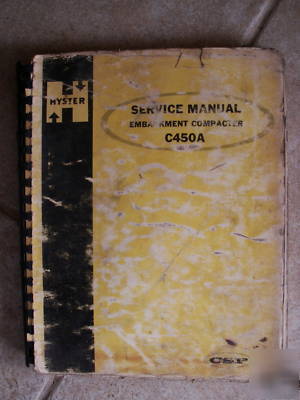 HYSTER
SERVICE MANUAL
EMBANKMENT COMPACTER
C450A
CSP